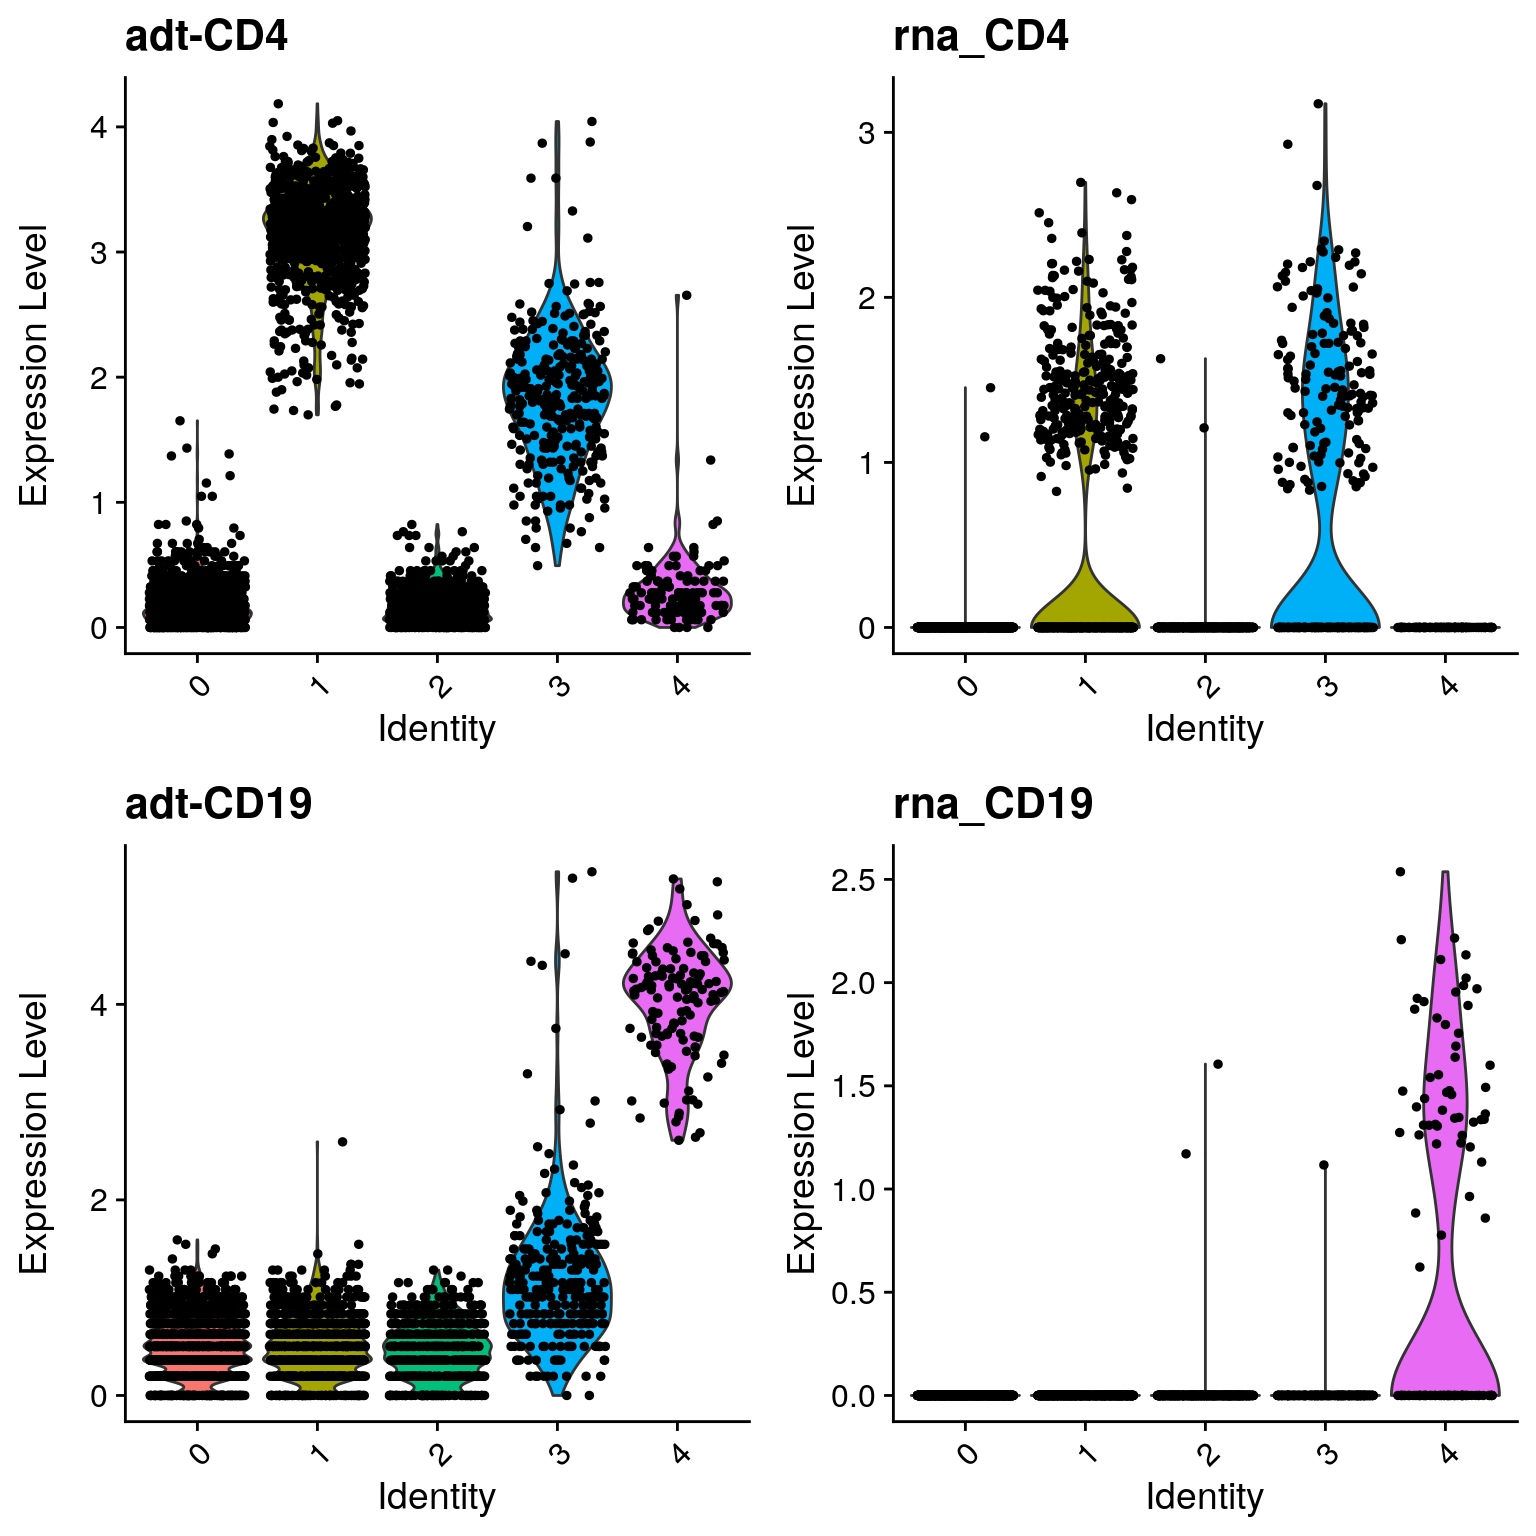 adt-CD4
Expression Level
4
3
2
1
0
0 1 2 3 4
Identity
rna_CD4
Expression Level
3
2
1
0
0 1 2 3 4
Identity
adt-CD19
Expression Level
4
2
0
0 1 2 3 4
Identity
rna_CD19
Expression Level
2.5
2.0
1.5
1.0
0.5
0.0
0 1 2 3 4
Identity